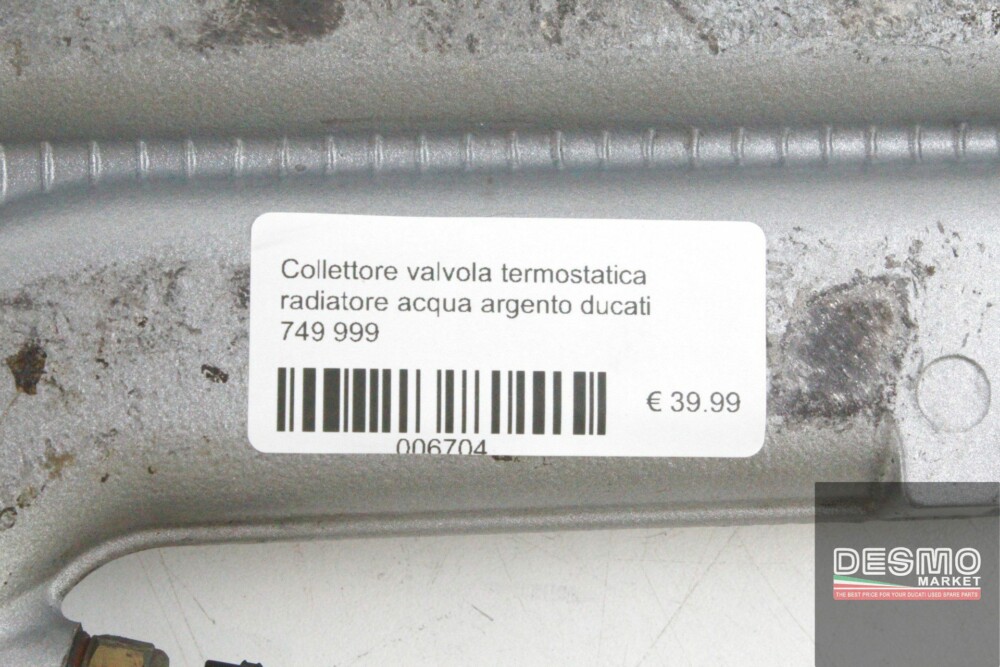 Collettore valvola termostatica
radiatore acqua argento ducati
749 999
€ 39.99
006704
DESMO
MARKET
THE BEST PRICE FOR YOUR DUCATI USED SPARE PARTS